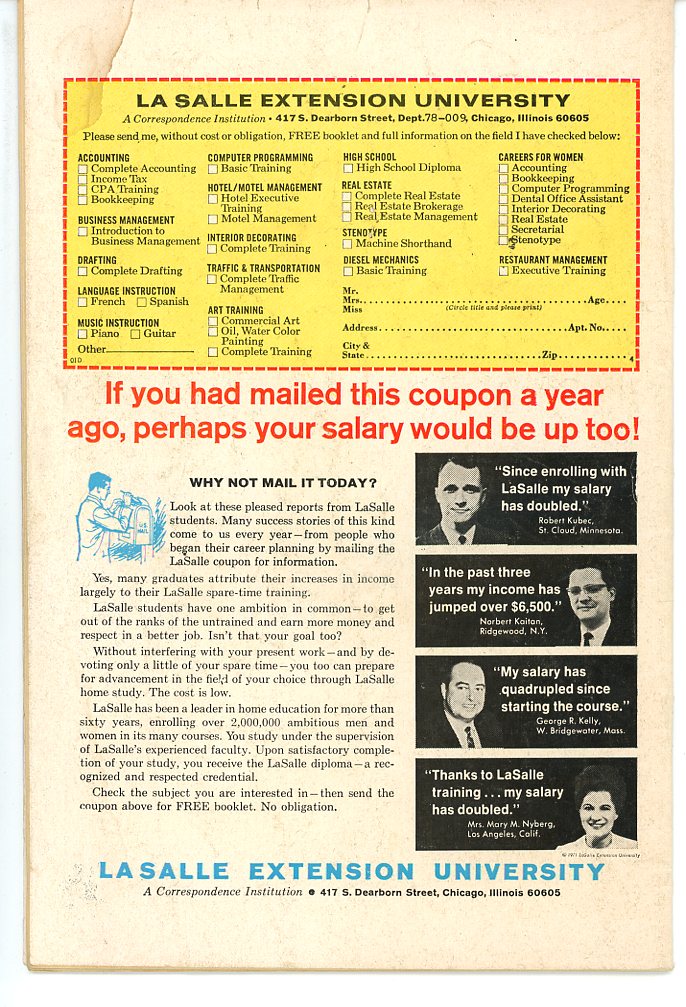 LA SALLE EXTENSION UNIVERSITY
A Correspondence Institution • 417 S. Dearborn Street, Dept.78-009, Chicago, Illinois 60605
Please send me, without cost or obligation, FREE booklet and full information on the field I have checked below:
ACCOUNTING
Complete Accounting
Income Tax
CPA Training
Bookkeeping
BUSINESS MANAGEMENT
Introduction to
Business Management
DRAFTING
Complete Drafting
LANGUAGE INSTRUCTION
French Spanish
MUSIC INSTRUCTION
Piano Guitar
Other
01D
COMPUTER PROGRAMMING
Basic Training
HOTEL/MOTEL MANAGEMENT
Hotel Executive
Training
Motel Management
INTERIOR DECORATING
Complete Training
TRAFFIC & TRANSPORTATION
Complete Traffic
Management
ART TRAINING
Commercial Art
Oil, Water Color
Painting
Complete Training
HIGH SCHOOL
High School Diploma
REAL ESTATE
Complete Real Estate
Real Estate Brokerage
Real Estate Management
STENOTYPE
Machine Shorthand
DIESEL MECHANICS
Basic Training
CAREERS FOR WOMEN
Accounting
Bookkeeping
Computer Programming
Dental Office Assistant
Interior Decorating
Real Estate
Secretarial
Stenotype
RESTAURANT MANAGEMENT
Executive Training
Mr.
Mrs. Age
Miss (Circle title and please print)
Address Apt. No.
City &
State Zip 4
If you had mailed this coupon a year
ago, perhaps your salary would be up too!
WHY NOT MAIL IT TODAY?
U.S.
MAIL
Look at these pleased reports from LaSalle
students. Many success stories of this kind
come to us every year—from people who
began their career planning by mailing the
LaSalle coupon for information.
Yes, many graduates attribute their increases in income
largely to their LaSalle spare-time training.
LaSalle students have one ambition in common—to get
out of the ranks of the untrained and earn more money and
respect in a better job. Isn't that your goal too?
Without interfering with your present work—and by de-
voting only a little of your spare time—you too can prepare
for advancement in the field of your choice through LaSalle
home study. The cost is low.
LaSalle has been a leader in home education for more than
sixty years, enrolling over 2,000,000 ambitious men and
women in its many courses. You study under the supervision
of LaSalle's experienced faculty. Upon satisfactory comple-
tion of your study, you receive the LaSalle diploma—a rec-
ognized and respected credential.
Check the subject you are interested in—then send the
coupon above for FREE booklet. No obligation.
"Since enrolling with
LaSalle my salary
has doubled."
Robert Kubec,
St. Cloud, Minnesota.
"In the past three
years my income has
jumped over $6,500."
Norbert Kaitan,
Ridgewood, N.Y.
"My salary has
quadrupled since
starting the course."
George R. Kelly,
W. Bridgewater, Mass.
"Thanks to LaSalle
training . . . my salary
has doubled."
Mrs. Mary M. Nyberg,
Los Angeles, Calif.
© 1971 LaSalle Extension University
LA SALLE EXTENSION UNIVERSITY
A Correspondence Institution • 417 S. Dearborn Street, Chicago, Illinois 60605